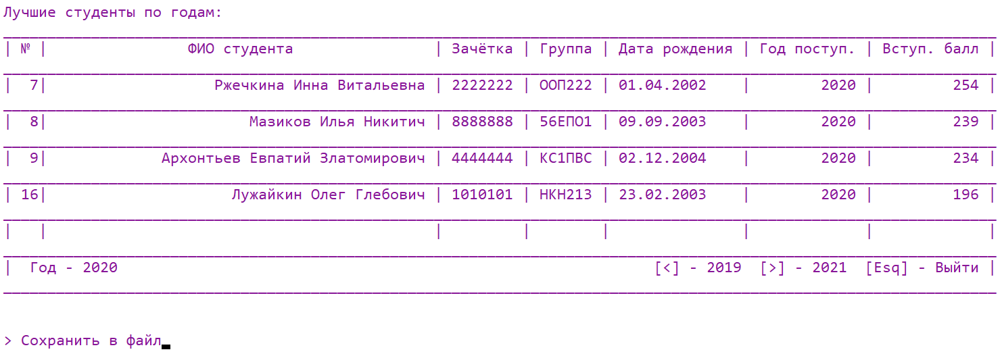 Лучшие студенты по годам:
| № | ФИО студента | Зачётка | Группа | Дата рождения | Год поступ. | Вступ. балл |
| 7| Ржечкина Инна Витальевна | 2222222 | ООП222 | 01.04.2002 | 2020 | 254 |
| 8| Мазиков Илья Никитич | 8888888 | 56ЕПО1 | 09.09.2003 | 2020 | 239 |
| 9| Архонтьев Евпатий Златомирович | 4444444 | КС1ПВС | 02.12.2004 | 2020 | 234 |
| 16| Лужайкин Олег Глебович | 1010101 | НКН213 | 23.02.2003 | 2020 | 196 |
| Год - 2020 [<] - 2019 [>] - 2021 [Esq] - Выйти |
> Сохранить в файл